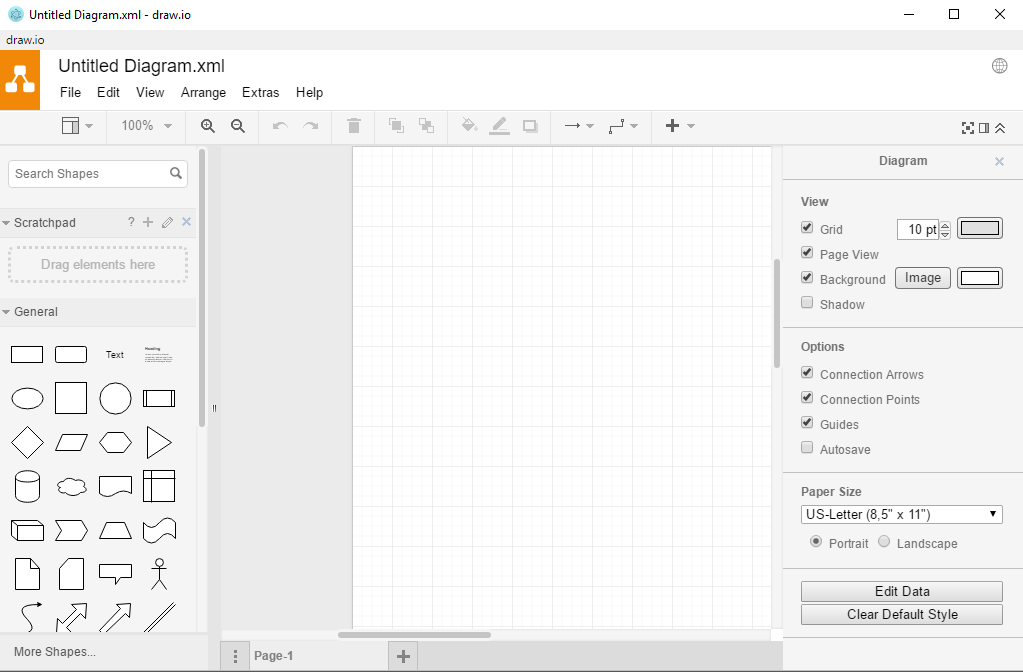 Untitled Diagram.xml - draw.io
draw.io
Untitled Diagram.xml
File Edit View Arrange Extras Help
100%
Search Shapes
Scratchpad ?
Drag elements here
General
Text
Heading
More Shapes...
Page-1
Diagram
View
Grid 10 pt
Page View
Background Image
Shadow
Options
Connection Arrows
Connection Points
Guides
Autosave
Paper Size
US-Letter (8,5" x 11")
Portrait Landscape
Edit Data
Clear Default Style